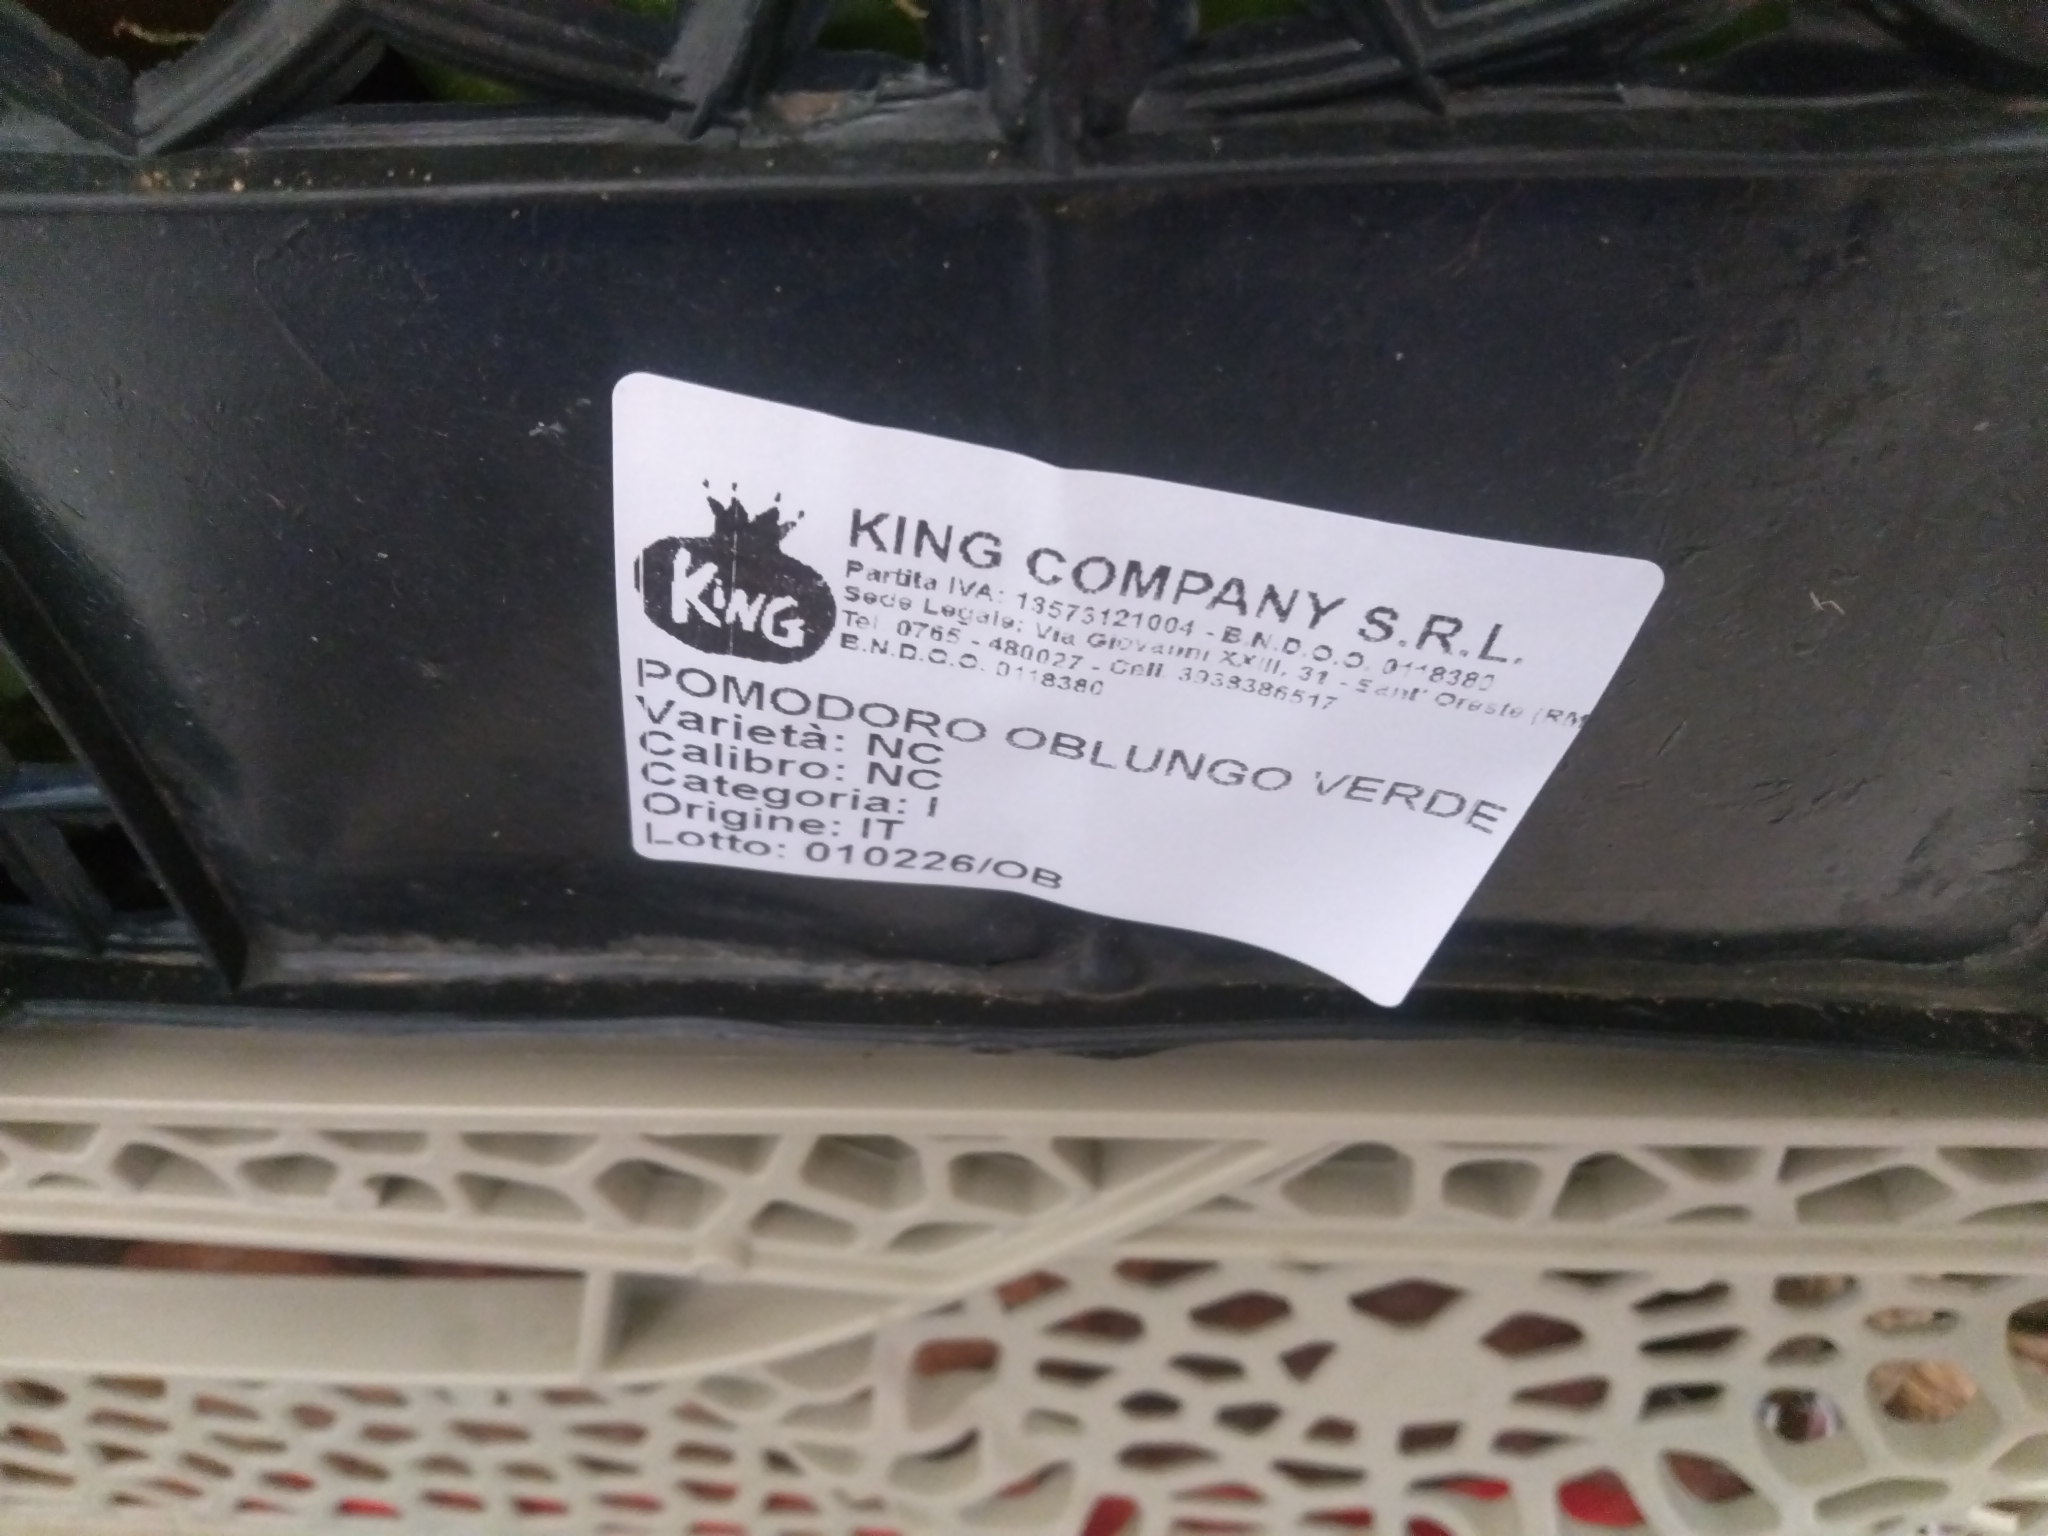 KING
KING COMPANY S.R.L.
Partita IVA: 13573121004 - B.N.D.O.O. 0118380
Sede Legale: Via Giovanni XXIII, 31 - Sant' Oreste (RM
Tel. 0765 - 480027 - Cell. 3938386517
B.N.D.O.O. 0118380
POMODORO OBLUNGO VERDE
Varietà: NC
Calibro: NC
Categoria: I
Origine: IT
Lotto: 010226/OB